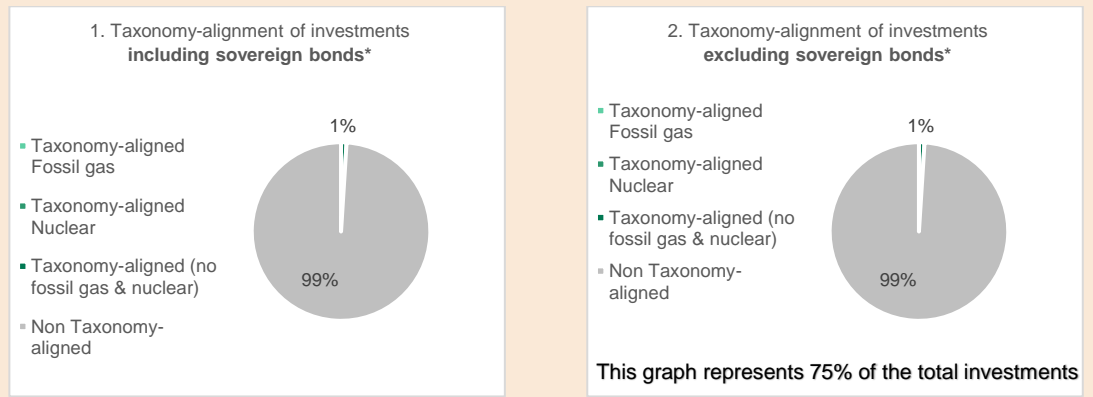 1. Taxonomy-alignment of investments
including sovereign bonds*
Taxonomy-aligned
Fossil gas
Taxonomy-aligned
Nuclear
Taxonomy-aligned (no
fossil gas & nuclear)
Non Taxonomy-
aligned
1%
99%
2. Taxonomy-alignment of investments
excluding sovereign bonds*
Taxonomy-aligned
Fossil gas
Taxonomy-aligned
Nuclear
Taxonomy-aligned (no
fossil gas & nuclear)
Non Taxonomy-
aligned
1%
99%
This graph represents 75% of the total investments